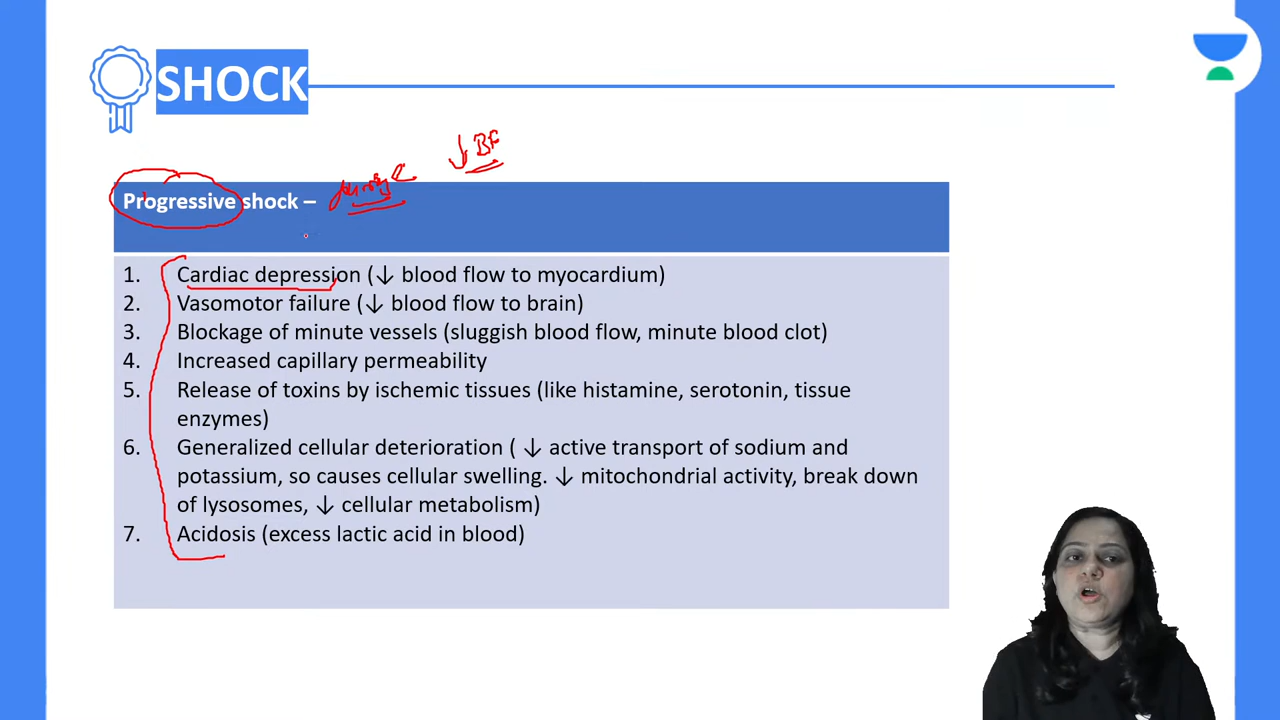 SHOCK
↓ BF
Progressive shock –
1. Cardiac depression (↓ blood flow to myocardium)
2. Vasomotor failure (↓ blood flow to brain)
3. Blockage of minute vessels (sluggish blood flow, minute blood clot)
4. Increased capillary permeability
5. Release of toxins by ischemic tissues (like histamine, serotonin, tissue
enzymes)
6. Generalized cellular deterioration ( ↓ active transport of sodium and
potassium, so causes cellular swelling. ↓ mitochondrial activity, break down
of lysosomes, ↓ cellular metabolism)
7. Acidosis (excess lactic acid in blood)